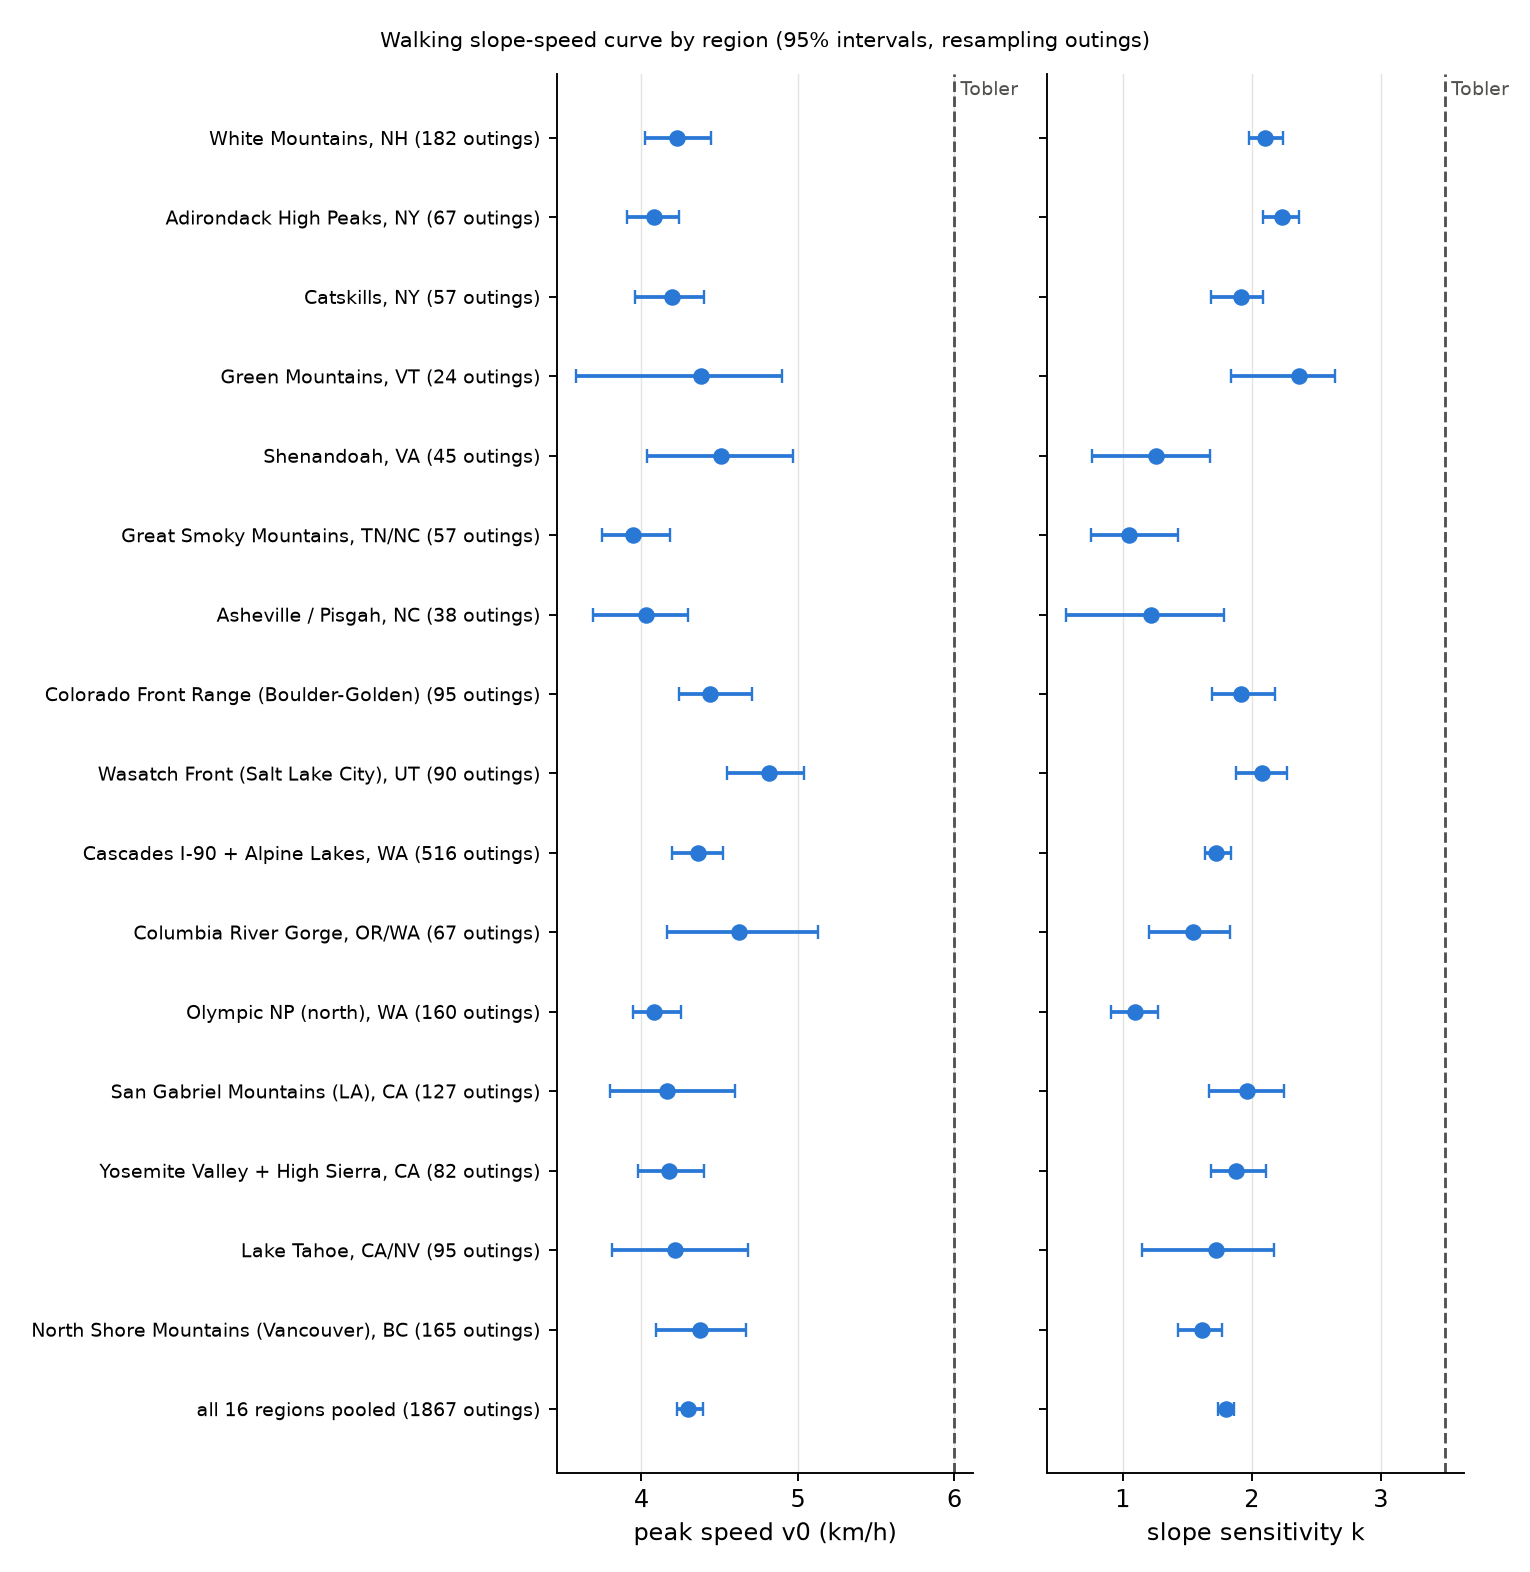 Walking slope-speed curve by region (95% intervals, resampling outings)
Tobler
Tobler
White Mountains, NH (182 outings)
Adirondack High Peaks, NY (67 outings)
Catskills, NY (57 outings)
Green Mountains, VT (24 outings)
Shenandoah, VA (45 outings)
Great Smoky Mountains, TN/NC (57 outings)
Asheville / Pisgah, NC (38 outings)
Colorado Front Range (Boulder-Golden) (95 outings)
Wasatch Front (Salt Lake City), UT (90 outings)
Cascades I-90 + Alpine Lakes, WA (516 outings)
Columbia River Gorge, OR/WA (67 outings)
Olympic NP (north), WA (160 outings)
San Gabriel Mountains (LA), CA (127 outings)
Yosemite Valley + High Sierra, CA (82 outings)
Lake Tahoe, CA/NV (95 outings)
North Shore Mountains (Vancouver), BC (165 outings)
all 16 regions pooled (1867 outings)
4 5 6
1 2 3
peak speed v0 (km/h)
slope sensitivity k